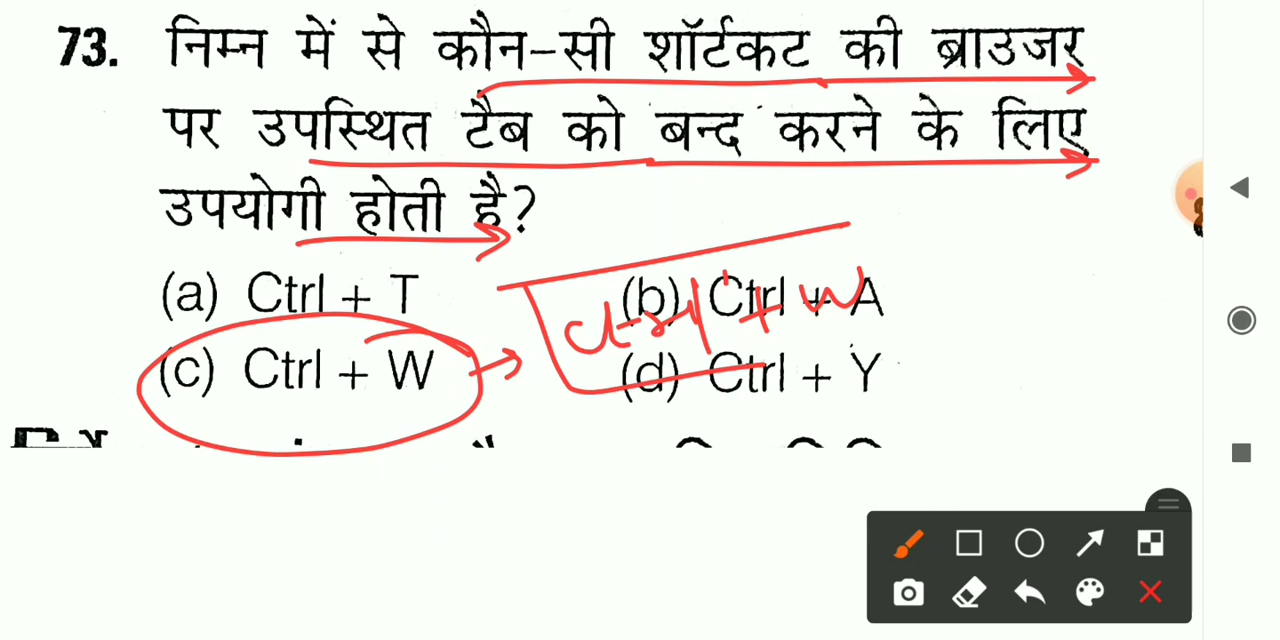 73. निम्न में से कौन-सी शॉर्टकट की ब्राउजर
पर उपस्थित टैब को बन्द करने के लिए
उपयोगी होती है?
(a) Ctrl + T (b) Ctrl + A
(c) Ctrl + W (d) Ctrl + Y